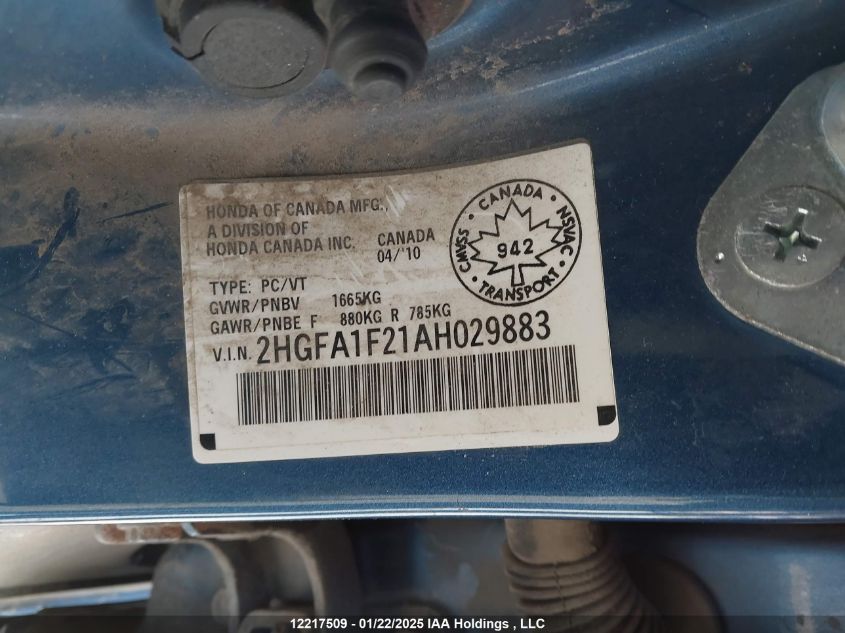 HONDA OF CANADA MFG.,
A DIVISION OF
HONDA CANADA INC.
CANADA
04/'10
CMVSS · CANADA · NSVAC
942
· TRANSPORT ·
TYPE: PC/VT
GVWR/PNBV 1665KG
GAWR/PNBE F 880KG R 785KG
V.I.N. 2HGFA1F21AH029883
12217509 - 01/22/2025 IAA Holdings , LLC